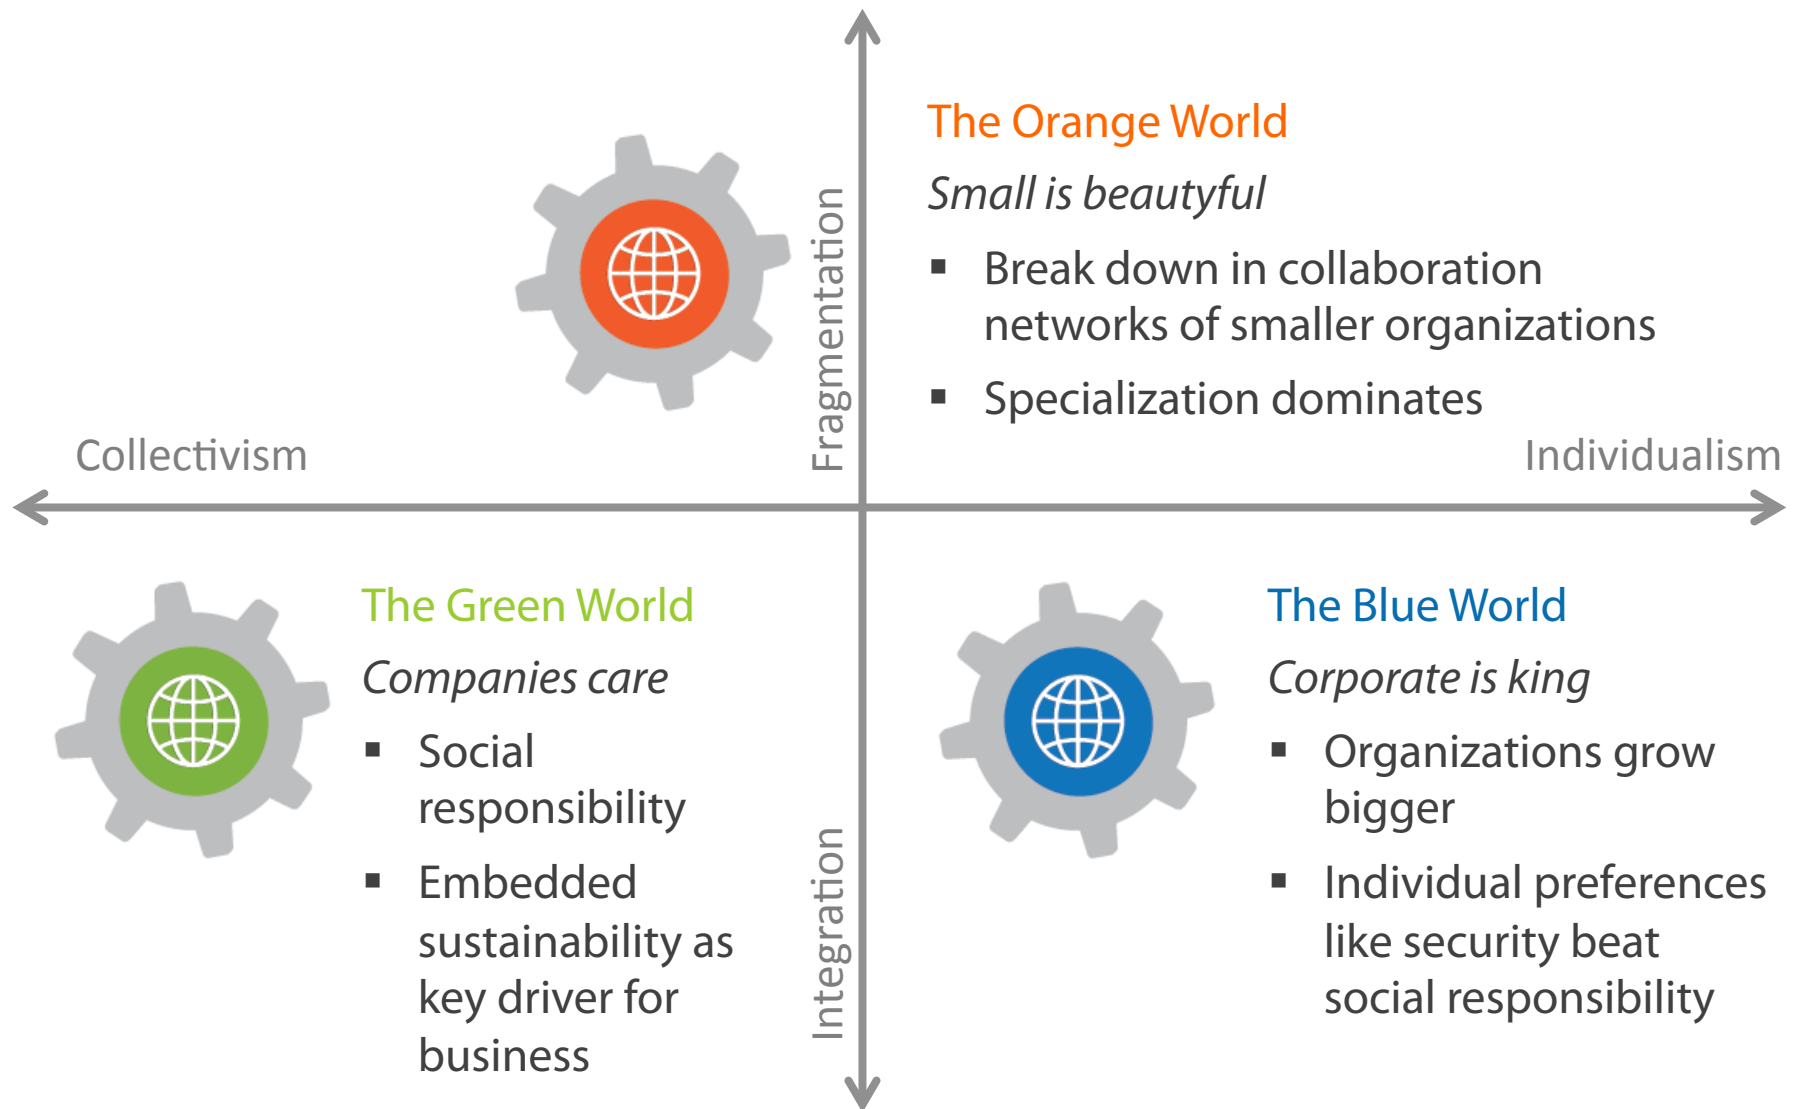 The Orange World
Small is beautyful
▪ Break down in collaboration
networks of smaller organizations
▪ Specialization dominates
Fragmentation
Collectivism
Individualism
The Green World
Companies care
▪ Social
responsibility
▪ Embedded
sustainability as
key driver for
business
Integration
The Blue World
Corporate is king
▪ Organizations grow
bigger
▪ Individual preferences
like security beat
social responsibility